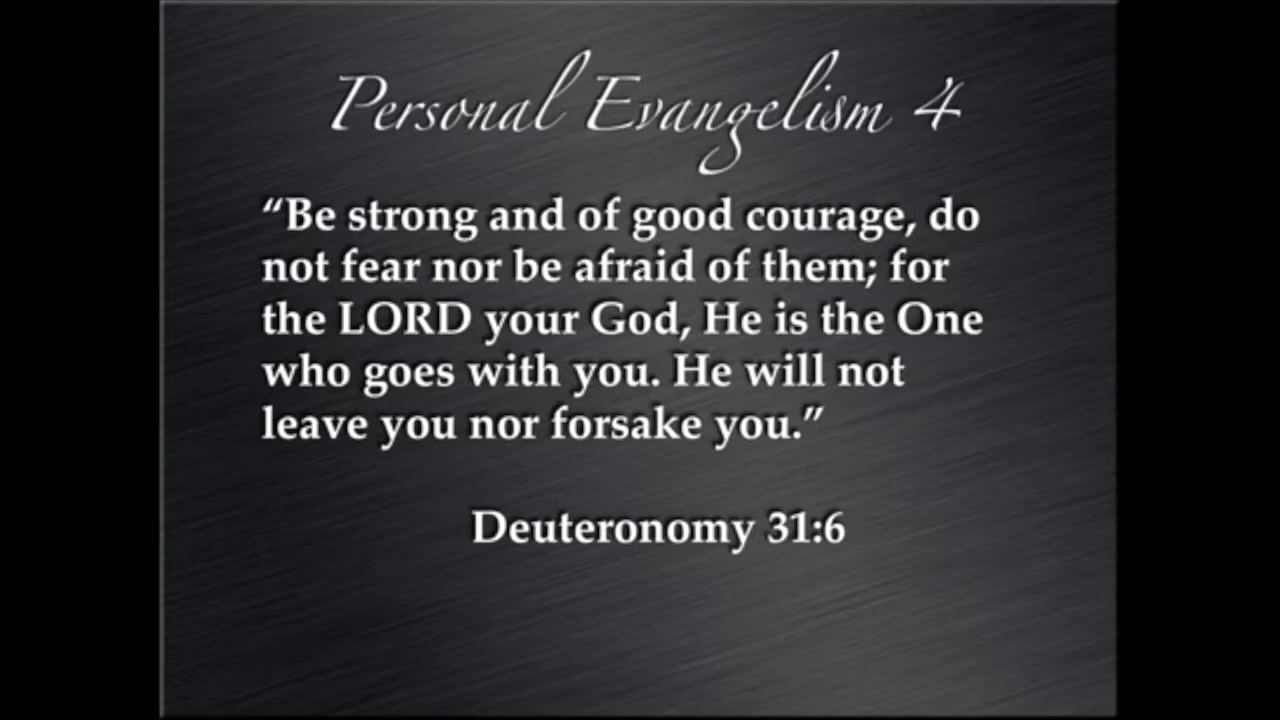 Personal Evangelism 4
“Be strong and of good courage, do
not fear nor be afraid of them; for
the LORD your God, He is the One
who goes with you. He will not
leave you nor forsake you.”
Deuteronomy 31:6